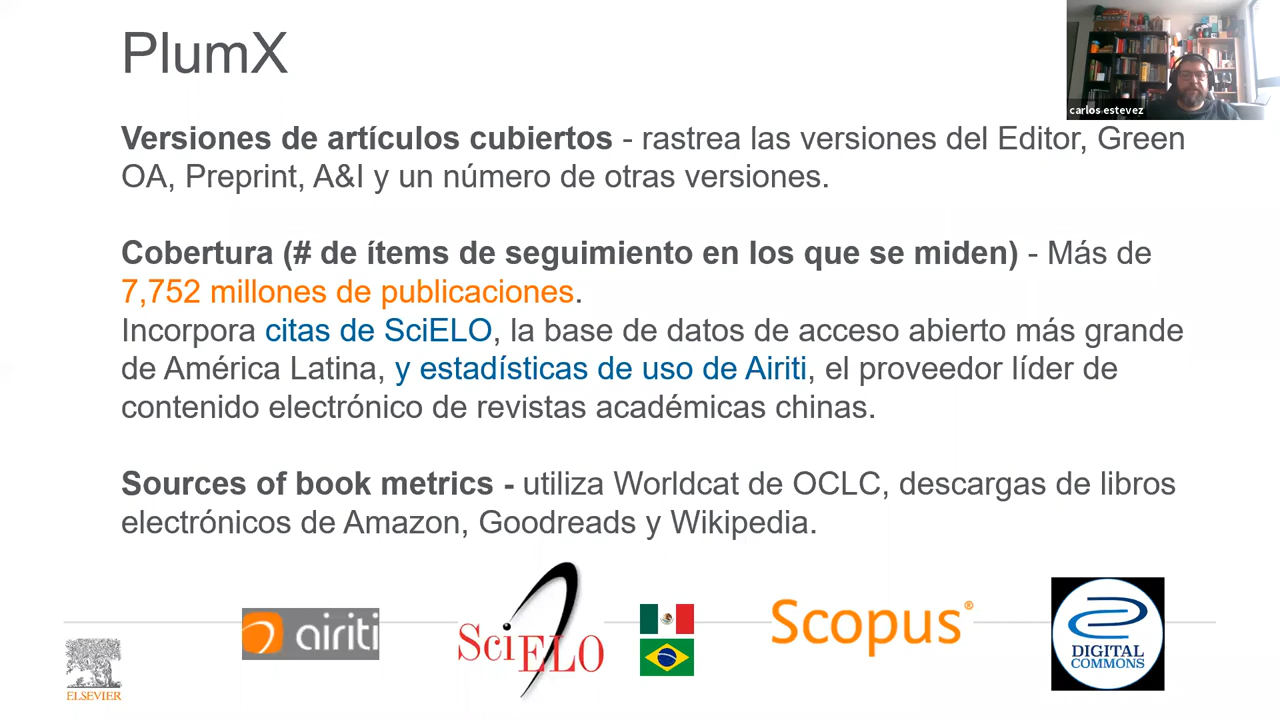 PlumX
carlos estevez
Versiones de artículos cubiertos - rastrea las versiones del Editor, Green
OA, Preprint, A&I y un número de otras versiones.
Cobertura (# de ítems de seguimiento en los que se miden) - Más de
7,752 millones de publicaciones.
Incorpora citas de SciELO, la base de datos de acceso abierto más grande
de América Latina, y estadísticas de uso de Airiti, el proveedor líder de
contenido electrónico de revistas académicas chinas.
Sources of book metrics - utiliza Worldcat de OCLC, descargas de libros
electrónicos de Amazon, Goodreads y Wikipedia.
airiti
SciELO
Scopus®
DIGITAL
COMMONS
ELSEVIER